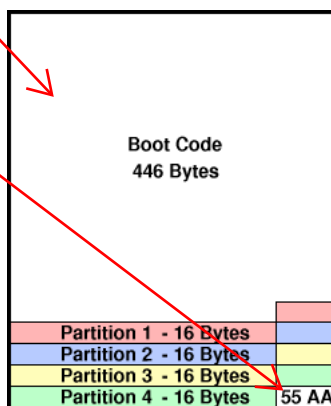 Boot Code
446 Bytes
Partition 1 - 16 Bytes
Partition 2 - 16 Bytes
Partition 3 - 16 Bytes
Partition 4 - 16 Bytes 55 AA